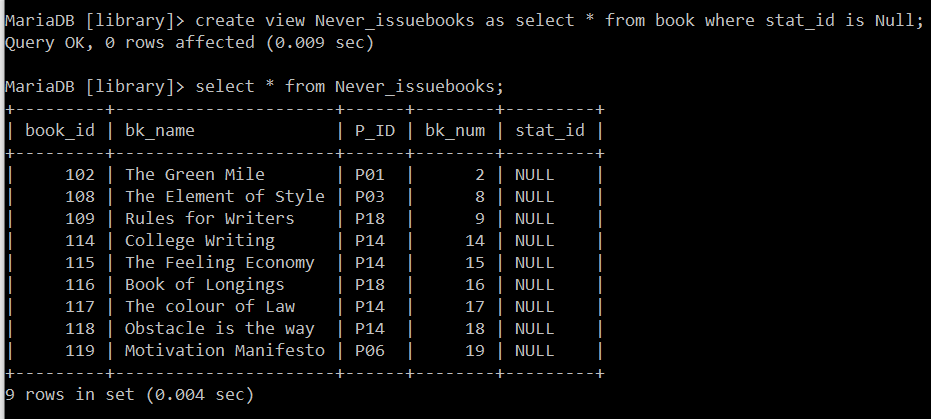 MariaDB [library]> create view Never_issuebooks as select * from book where stat_id is Null;
Query OK, 0 rows affected (0.009 sec)
MariaDB [library]> select * from Never_issuebooks;
+---------+----------------------+------+--------+---------+
| book_id | bk_name              | P_ID | bk_num | stat_id |
+---------+----------------------+------+--------+---------+
|     102 | The Green Mile       | P01  |      2 | NULL    |
|     108 | The Element of Style | P03  |      8 | NULL    |
|     109 | Rules for Writers    | P18  |      9 | NULL    |
|     114 | College Writing      | P14  |     14 | NULL    |
|     115 | The Feeling Economy  | P14  |     15 | NULL    |
|     116 | Book of Longings     | P18  |     16 | NULL    |
|     117 | The colour of Law    | P14  |     17 | NULL    |
|     118 | Obstacle is the way  | P14  |     18 | NULL    |
|     119 | Motivation Manifesto | P06  |     19 | NULL    |
+---------+----------------------+------+--------+---------+
9 rows in set (0.004 sec)